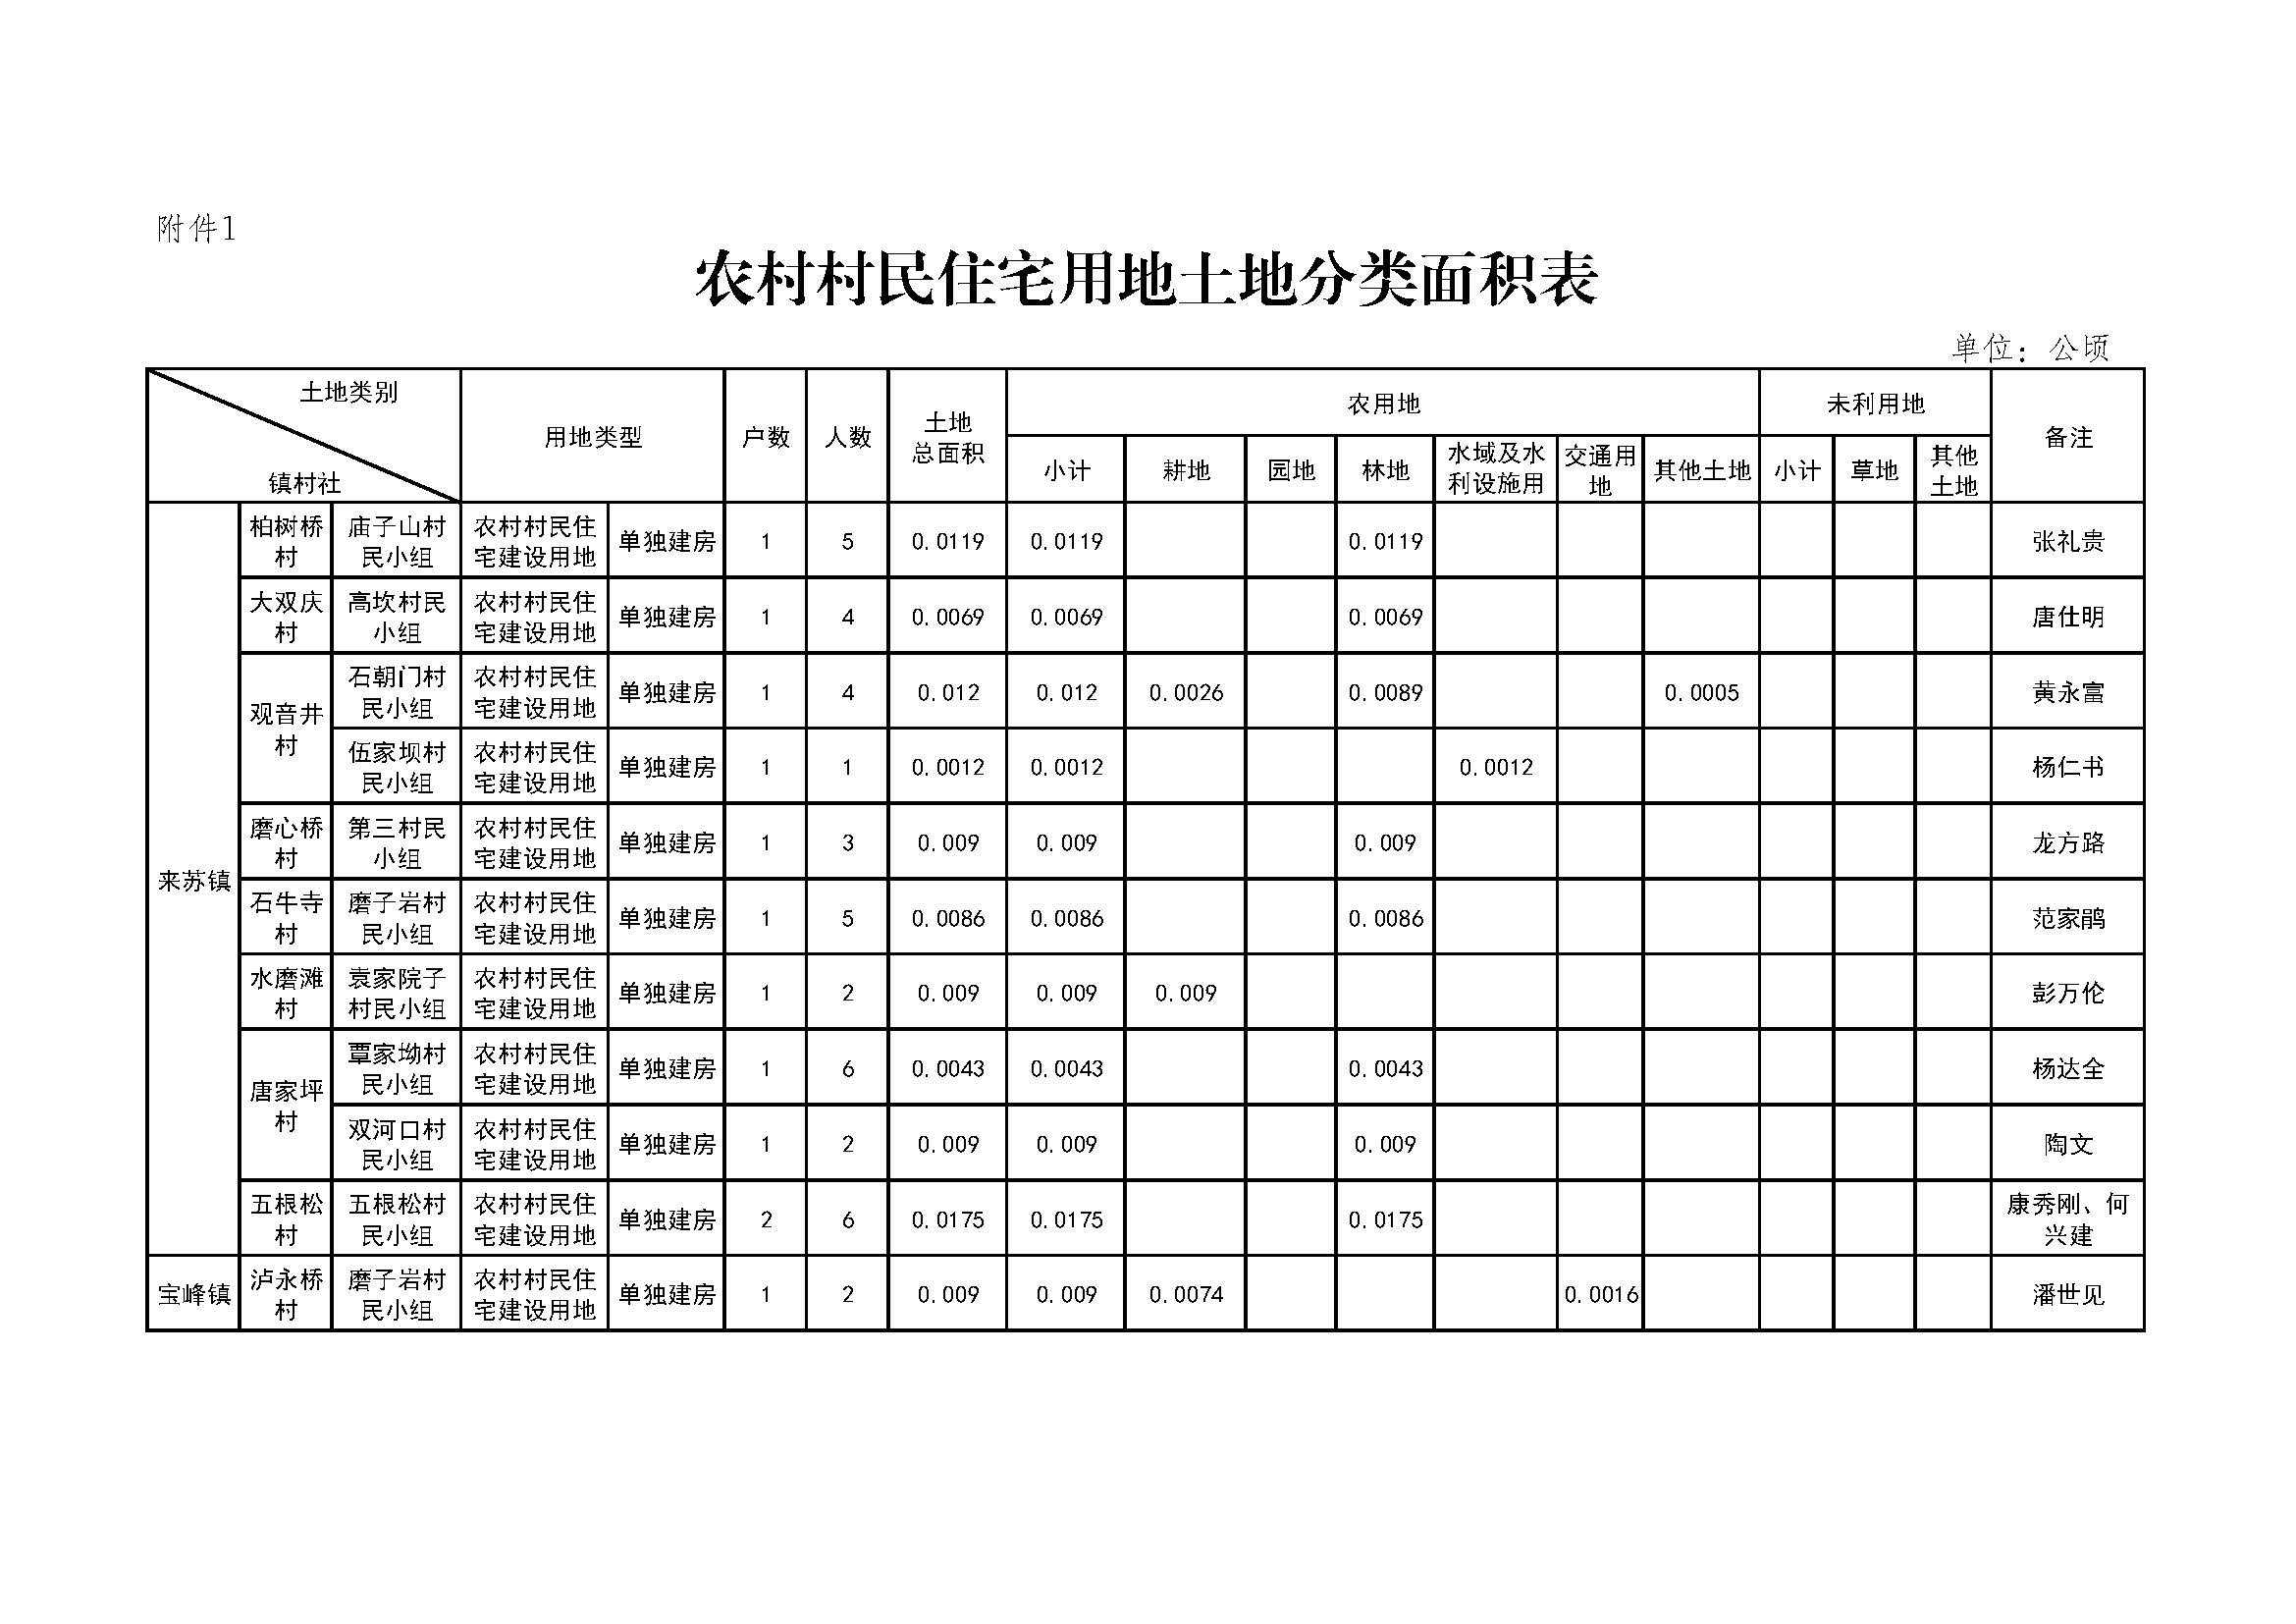 附件1
农村村民住宅用地土地分类面积表
单位：公顷
土地类别
镇村社
用地类型
户数
人数
土地
总面积
农用地
未利用地
备注
小计
耕地
园地
林地
水域及水
利设施用
交通用
地
其他土地
小计
草地
其他
土地
来苏镇
柏树桥
村
庙子山村
民小组
农村村民住
宅建设用地
单独建房 1 5 0.0119 0.0119 0.0119 张礼贵
大双庆
村
高坎村民
小组
农村村民住
宅建设用地
单独建房 1 4 0.0069 0.0069 0.0069 唐仕明
观音井
村
石朝门村
民小组
农村村民住
宅建设用地
单独建房 1 4 0.012 0.012 0.0026 0.0089 0.0005 黄永富
伍家坝村
民小组
农村村民住
宅建设用地
单独建房 1 1 0.0012 0.0012 0.0012 杨仁书
磨心桥
村
第三村民
小组
农村村民住
宅建设用地
单独建房 1 3 0.009 0.009 0.009 龙方路
石牛寺
村
磨子岩村
民小组
农村村民住
宅建设用地
单独建房 1 5 0.0086 0.0086 0.0086 范家鹃
水磨滩
村
袁家院子
村民小组
农村村民住
宅建设用地
单独建房 1 2 0.009 0.009 0.009 彭万伦
唐家坪
村
覃家坳村
民小组
农村村民住
宅建设用地
单独建房 1 6 0.0043 0.0043 0.0043 杨达全
双河口村
民小组
农村村民住
宅建设用地
单独建房 1 2 0.009 0.009 0.009 陶文
五根松
村
五根松村
民小组
农村村民住
宅建设用地
单独建房 2 6 0.0175 0.0175 0.0175
康秀刚、何
兴建
宝峰镇
泸永桥
村
磨子岩村
民小组
农村村民住
宅建设用地
单独建房 1 2 0.009 0.009 0.0074 0.0016 潘世见